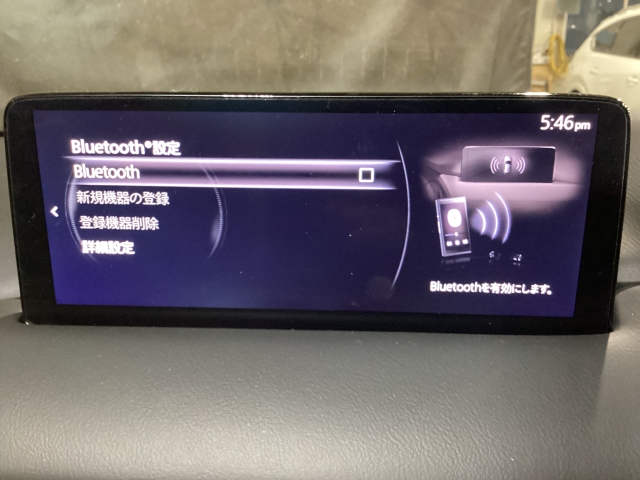 5:46 pm
Bluetooth®設定
Bluetooth
新規機器の登録
登録機器削除
詳細設定
Bluetoothを有効にします。